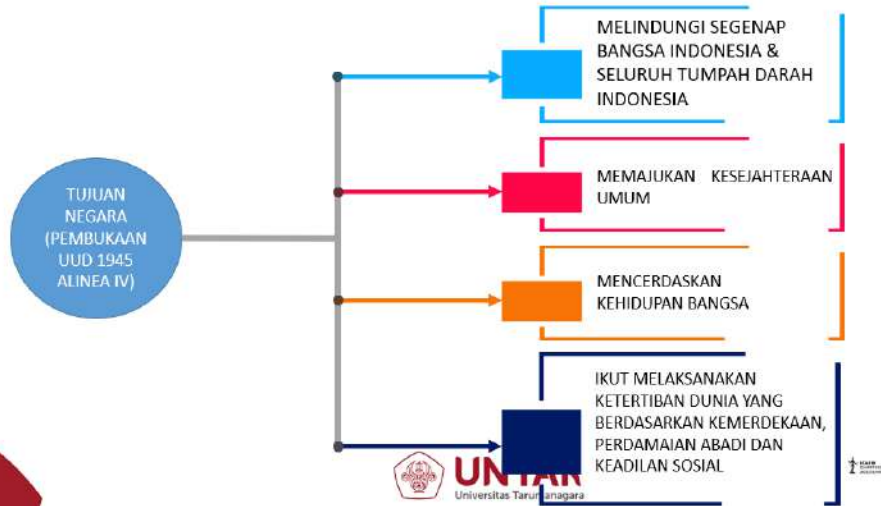 TUJUAN
NEGARA
(PEMBUKAAN
UUD 1945
ALINEA IV)
MELINDUNGI SEGENAP
BANGSA INDONESIA &
SELURUH TUMPAH DARAH
INDONESIA
MEMAJUKAN KESEJAHTERAAN
UMUM
MENCERDASKAN
KEHIDUPAN BANGSA
IKUT MELAKSANAKAN
KETERTIBAN DUNIA YANG
BERDASARKAN KEMERDEKAAN,
PERDAMAIAN ABADI DAN
KEADILAN SOSIAL
UNTAR
Universitas Tarumanagara